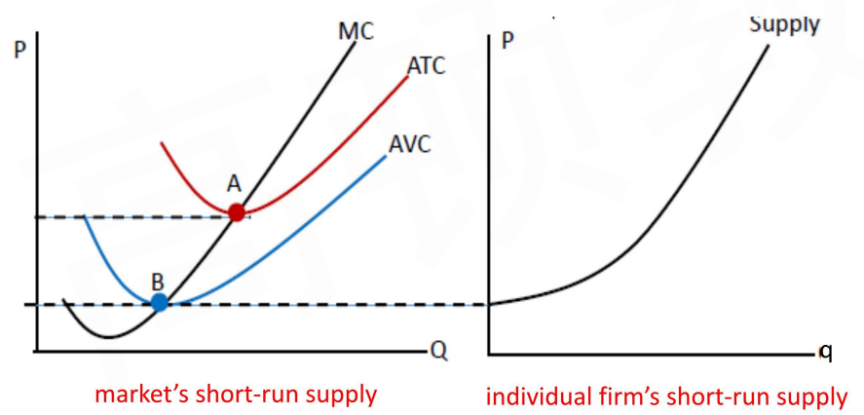 P
MC
ATC
AVC
A
B
Q
market's short-run supply
P
Supply
q
individual firm's short-run supply